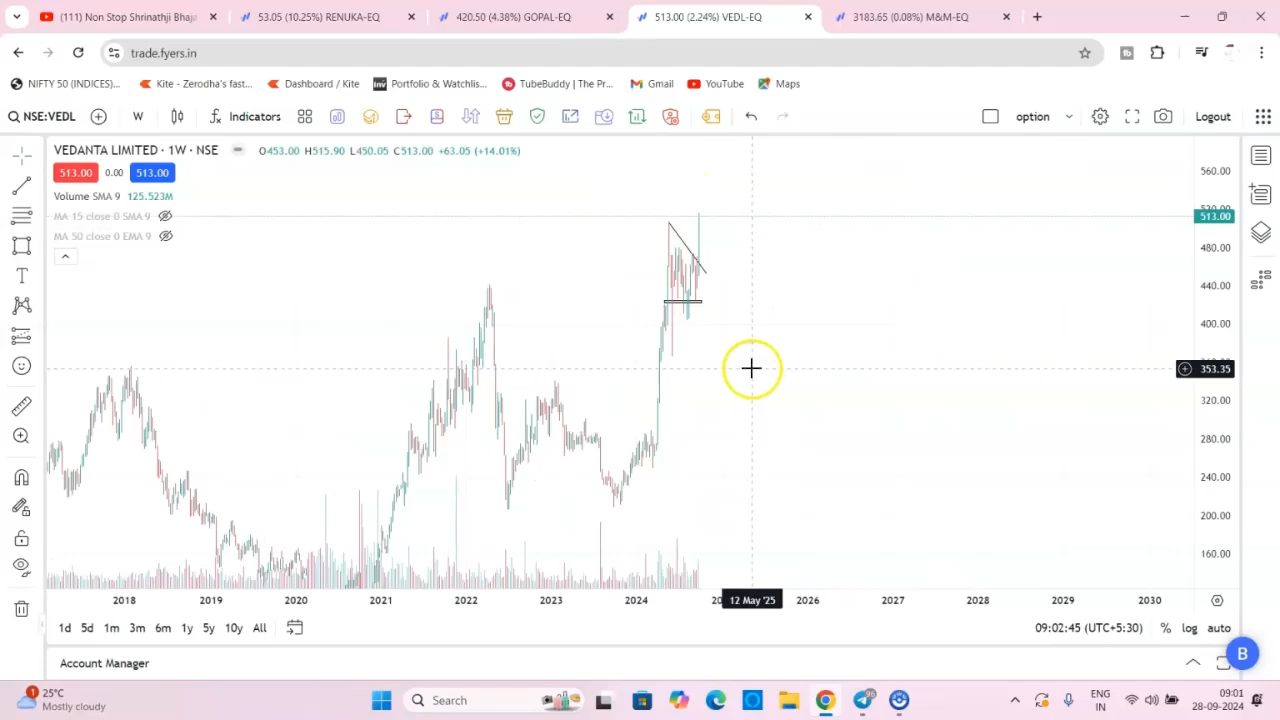 (111) Non Stop Shrinathji Bhaja
53.05 (10.25%) RENUKA-EQ
420.50 (4.38%) GOPAL-EQ
513.00 (2.24%) VEDL-EQ
3183.65 (0.08%) M&M-EQ
trade.fyers.in
NIFTY 50 (INDICES)...
Kite - Zerodha's fast...
Dashboard / Kite
Portfolio & Watchlis...
TubeBuddy | The Pr...
Gmail
YouTube
Maps
NSE:VEDL
W
Indicators
option
Logout
VEDANTA LIMITED · 1W · NSE
O453.00 H515.90 L450.05 C513.00 +63.05 (+14.01%)
513.00 0.00 513.00
Volume SMA 9 125.523M
MA 15 close 0 SMA 9
MA 50 close 0 EMA 9
560.00
513.00
480.00
440.00
400.00
353.35
320.00
280.00
240.00
200.00
160.00
2018 2019 2020 2021 2022 2023 2024 12 May '25 2026 2027 2028 2029 2030
1d 5d 1m 3m 6m 1y 5y 10y All
09:02:45 (UTC+5:30) % log auto
Account Manager
B
1
25°C
Mostly cloudy
Search
ENG
IN
09:01
28-09-2024